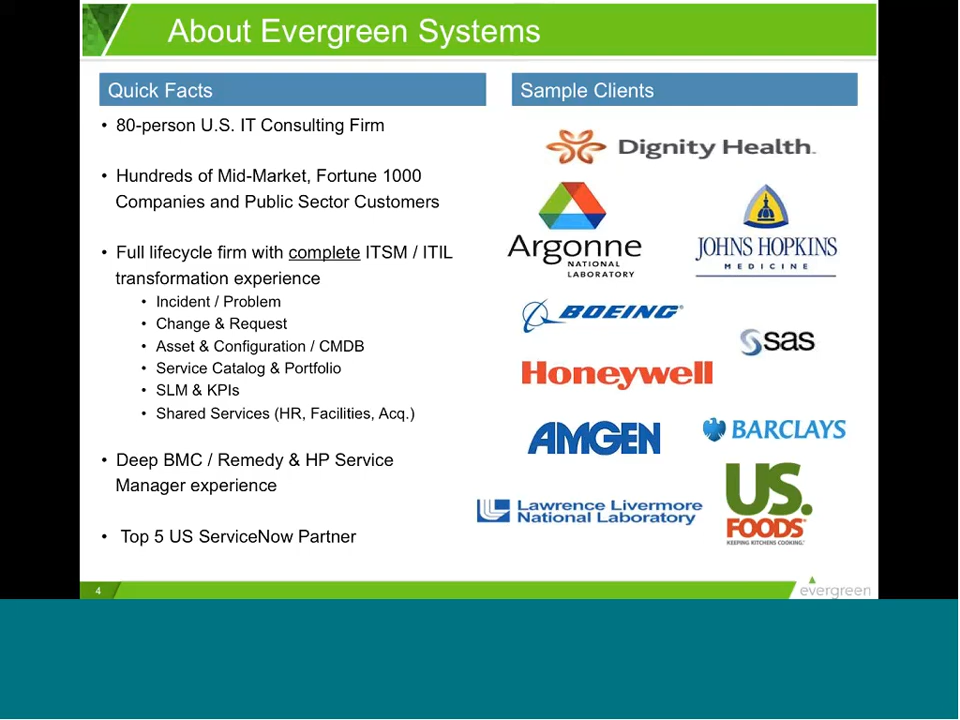 About Evergreen Systems
Quick Facts
• 80-person U.S. IT Consulting Firm
• Hundreds of Mid-Market, Fortune 1000
Companies and Public Sector Customers
• Full lifecycle firm with complete ITSM / ITIL
transformation experience
• Incident / Problem
• Change & Request
• Asset & Configuration / CMDB
• Service Catalog & Portfolio
• SLM & KPIs
• Shared Services (HR, Facilities, Acq.)
• Deep BMC / Remedy & HP Service
Manager experience
• Top 5 US ServiceNow Partner
Sample Clients
Dignity Health™
Argonne
NATIONAL
LABORATORY
JOHNS HOPKINS
MEDICINE
BOEING®
sas
Honeywell
AMGEN
BARCLAYS
Lawrence Livermore
National Laboratory
US.
FOODS®
KEEPING KITCHENS COOKING.™
4
evergreen